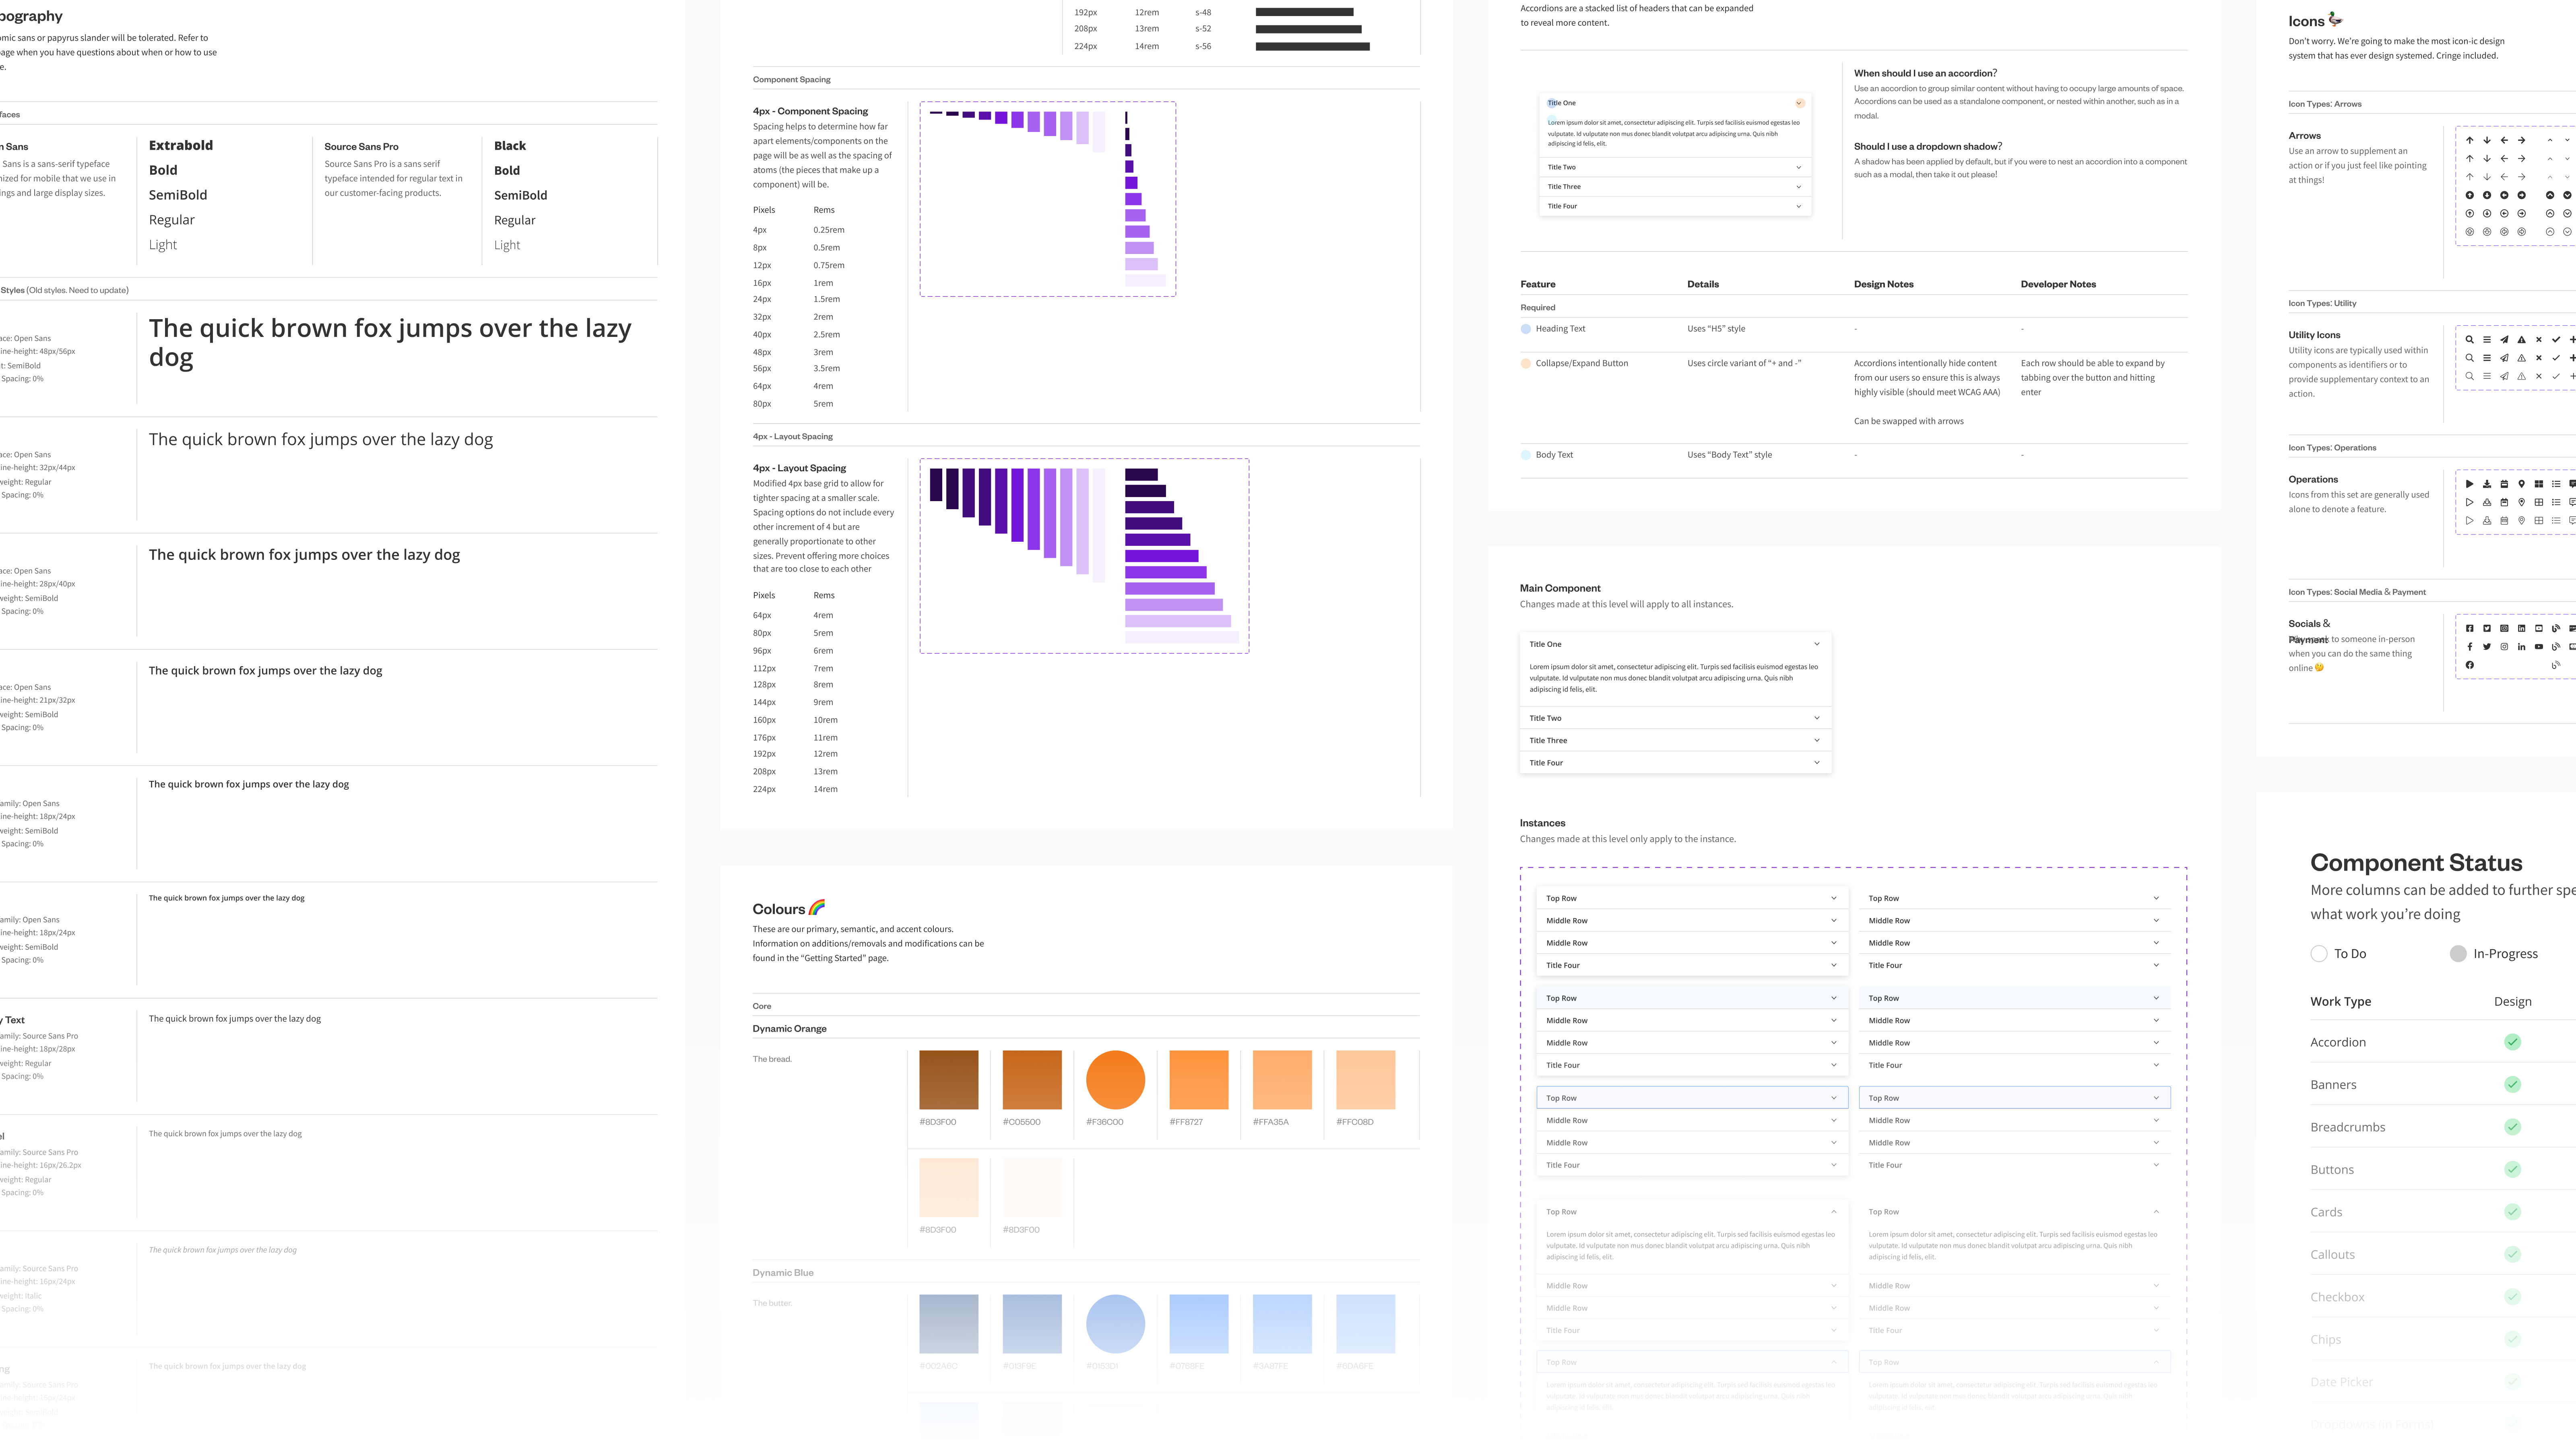 pography
omic sans or papyrus slander will be tolerated. Refer to
page when you have questions about when or how to use
e.
faces
n Sans
Sans is a sans-serif typeface
mized for mobile that we use in
ings and large display sizes.
Extrabold
Bold
SemiBold
Regular
Light
Source Sans Pro
Source Sans Pro is a sans serif
typeface intended for regular text in
our customer-facing products.
Black
Bold
SemiBold
Regular
Light
Styles (Old styles. Need to update)
ace: Open Sans
ine-height: 48px/56px
t: SemiBold
Spacing: 0%
The quick brown fox jumps over the lazy
dog
ace: Open Sans
ine-height: 32px/44px
weight: Regular
Spacing: 0%
The quick brown fox jumps over the lazy dog
ace: Open Sans
ine-height: 28px/40px
weight: SemiBold
Spacing: 0%
The quick brown fox jumps over the lazy dog
ace: Open Sans
ine-height: 21px/32px
weight: SemiBold
Spacing: 0%
The quick brown fox jumps over the lazy dog
amily: Open Sans
ine-height: 18px/24px
weight: SemiBold
Spacing: 0%
The quick brown fox jumps over the lazy dog
amily: Open Sans
ine-height: 18px/24px
weight: SemiBold
Spacing: 0%
The quick brown fox jumps over the lazy dog
y Text
amily: Source Sans Pro
ine-height: 18px/28px
weight: Regular
Spacing: 0%
The quick brown fox jumps over the lazy dog
el
amily: Source Sans Pro
ine-height: 16px/26.2px
weight: Regular
Spacing: 0%
The quick brown fox jumps over the lazy dog
amily: Source Sans Pro
ine-height: 16px/24px
weight: Italic
Spacing: 0%
The quick brown fox jumps over the lazy dog
ng
amily: Source Sans Pro
The quick brown fox jumps over the lazy dog
192px 12rem s-48
208px 13rem s-52
224px 14rem s-56
Component Spacing
4px - Component Spacing
Spacing helps to determine how far
apart elements/components on the
page will be as well as the spacing of
atoms (the pieces that make up a
component) will be.
Pixels Rems
4px 0.25rem
8px 0.5rem
12px 0.75rem
16px 1rem
24px 1.5rem
32px 2rem
40px 2.5rem
48px 3rem
56px 3.5rem
64px 4rem
80px 5rem
4px - Layout Spacing
4px - Layout Spacing
Modified 4px base grid to allow for
tighter spacing at a smaller scale.
Spacing options do not include every
other increment of 4 but are
generally proportionate to other
sizes. Prevent offering more choices
that are too close to each other
Pixels Rems
64px 4rem
80px 5rem
96px 6rem
112px 7rem
128px 8rem
144px 9rem
160px 10rem
176px 11rem
192px 12rem
208px 13rem
224px 14rem
Colours 🌈
These are our primary, semantic, and accent colours.
Information on additions/removals and modifications can be
found in the “Getting Started” page.
Core
Dynamic Orange
The bread.
#8D3F00 #C05500 #F36C00 #FF8727 #FFA35A #FFC08D
#8D3F00 #8D3F00
Dynamic Blue
The butter.
#002A6C #013F9E #0153D1 #0766FE #3A87FE #6DA5FE
Accordions are a stacked list of headers that can be expanded
to reveal more content.
Title One
Lorem ipsum dolor sit amet, consectetur adipiscing elit. Turpis sed facilisis euismod egestas leo
vulputate. Id vulputate non mus donec blandit volutpat arcu adipiscing urna. Quis nibh
adipiscing id felis, elit.
Title Two
Title Three
Title Four
When should I use an accordion?
Use an accordion to group similar content without having to occupy large amounts of space.
Accordions can be used as a standalone component, or nested within another, such as in a
modal.
Should I use a dropdown shadow?
A shadow has been applied by default, but if you were to nest an accordion into a component
such as a modal, then take it out please!
Feature Details Design Notes Developer Notes
Required
Heading Text Uses “H5” style - -
Collapse/Expand Button Uses circle variant of “+ and -” Accordions intentionally hide content Each row should be able to expand by
from our users so ensure this is always tabbing over the button and hitting
highly visible (should meet WCAG AAA) enter
Can be swapped with arrows
Body Text Uses “Body Text” style - -
Main Component
Changes made at this level will apply to all instances.
Title One
Lorem ipsum dolor sit amet, consectetur adipiscing elit. Turpis sed facilisis euismod egestas leo
vulputate. Id vulputate non mus donec blandit volutpat arcu adipiscing urna. Quis nibh
adipiscing id felis, elit.
Title Two
Title Three
Title Four
Instances
Changes made at this level only apply to the instance.
Top Row Top Row
Middle Row Middle Row
Middle Row Middle Row
Title Four Title Four
Top Row Top Row
Middle Row Middle Row
Middle Row Middle Row
Title Four Title Four
Top Row Top Row
Middle Row Middle Row
Middle Row Middle Row
Title Four Title Four
Top Row Top Row
Lorem ipsum dolor sit amet, consectetur adipiscing elit. Turpis sed facilisis euismod egestas leo Lorem ipsum dolor sit amet, consectetur adipiscing elit. Turpis sed facilisis euismod egestas leo
vulputate. Id vulputate non mus donec blandit volutpat arcu adipiscing urna. Quis nibh vulputate. Id vulputate non mus donec blandit volutpat arcu adipiscing urna. Quis nibh
adipiscing id felis, elit. adipiscing id felis, elit.
Middle Row Middle Row
Middle Row Middle Row
Title Four Title Four
Top Row Top Row
Lorem ipsum dolor sit amet, consectetur adipiscing elit. Turpis sed facilisis euismod egestas leo Lorem ipsum dolor sit amet, consectetur adipiscing elit. Turpis sed facilisis euismod egestas leo
Icons 🦆
Don’t worry. We’re going to make the most icon-ic design
system that has ever design systemed. Cringe included.
Icon Types: Arrows
Arrows
Use an arrow to supplement an
action or if you just feel like pointing
at things!
Icon Types: Utility
Utility Icons
Utility icons are typically used within
components as identifiers or to
provide supplementary context to an
action.
Icon Types: Operations
Operations
Icons from this set are generally used
alone to denote a feature.
Icon Types: Social Media & Payment
Socials &
Payment
to someone in-person
when you can do the same thing
online 🤔
Component Status
More columns can be added to further spe
what work you’re doing
To Do In-Progress
Work Type Design
Accordion
Banners
Breadcrumbs
Buttons
Cards
Callouts
Checkbox
Chips
Date Picker